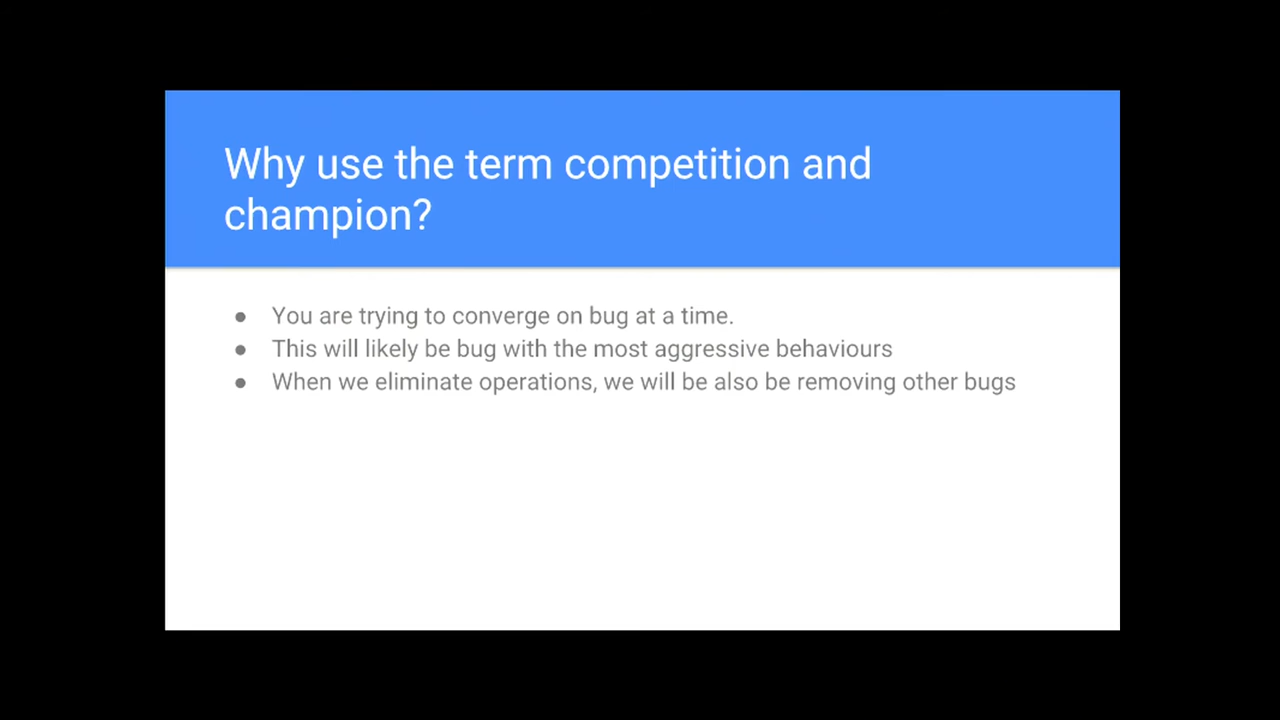 Why use the term competition and
champion?
● You are trying to converge on bug at a time.
● This will likely be bug with the most aggressive behaviours
● When we eliminate operations, we will be also be removing other bugs